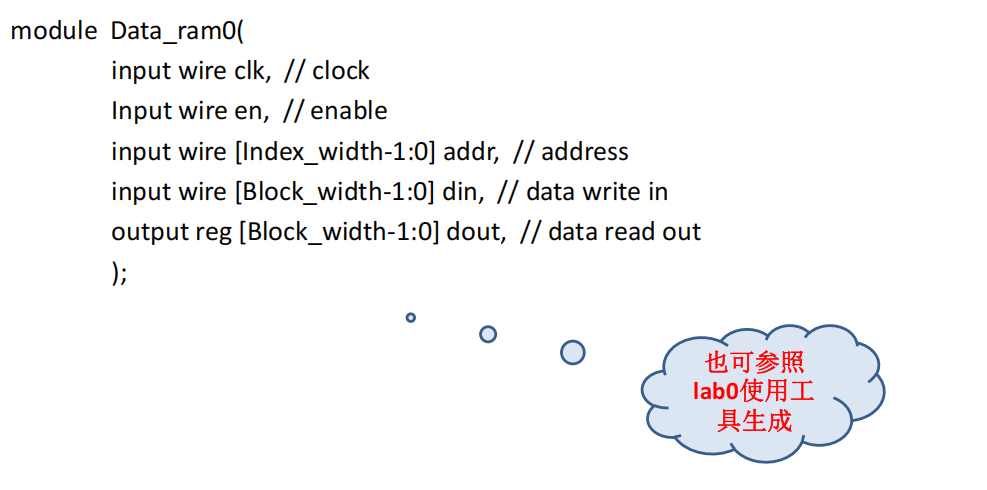 module Data_ram0(
input wire clk, // clock
Input wire en, // enable
input wire [Index_width-1:0] addr, // address
input wire [Block_width-1:0] din, // data write in
output reg [Block_width-1:0] dout, // data read out
);
也可参照
lab0使用工
具生成